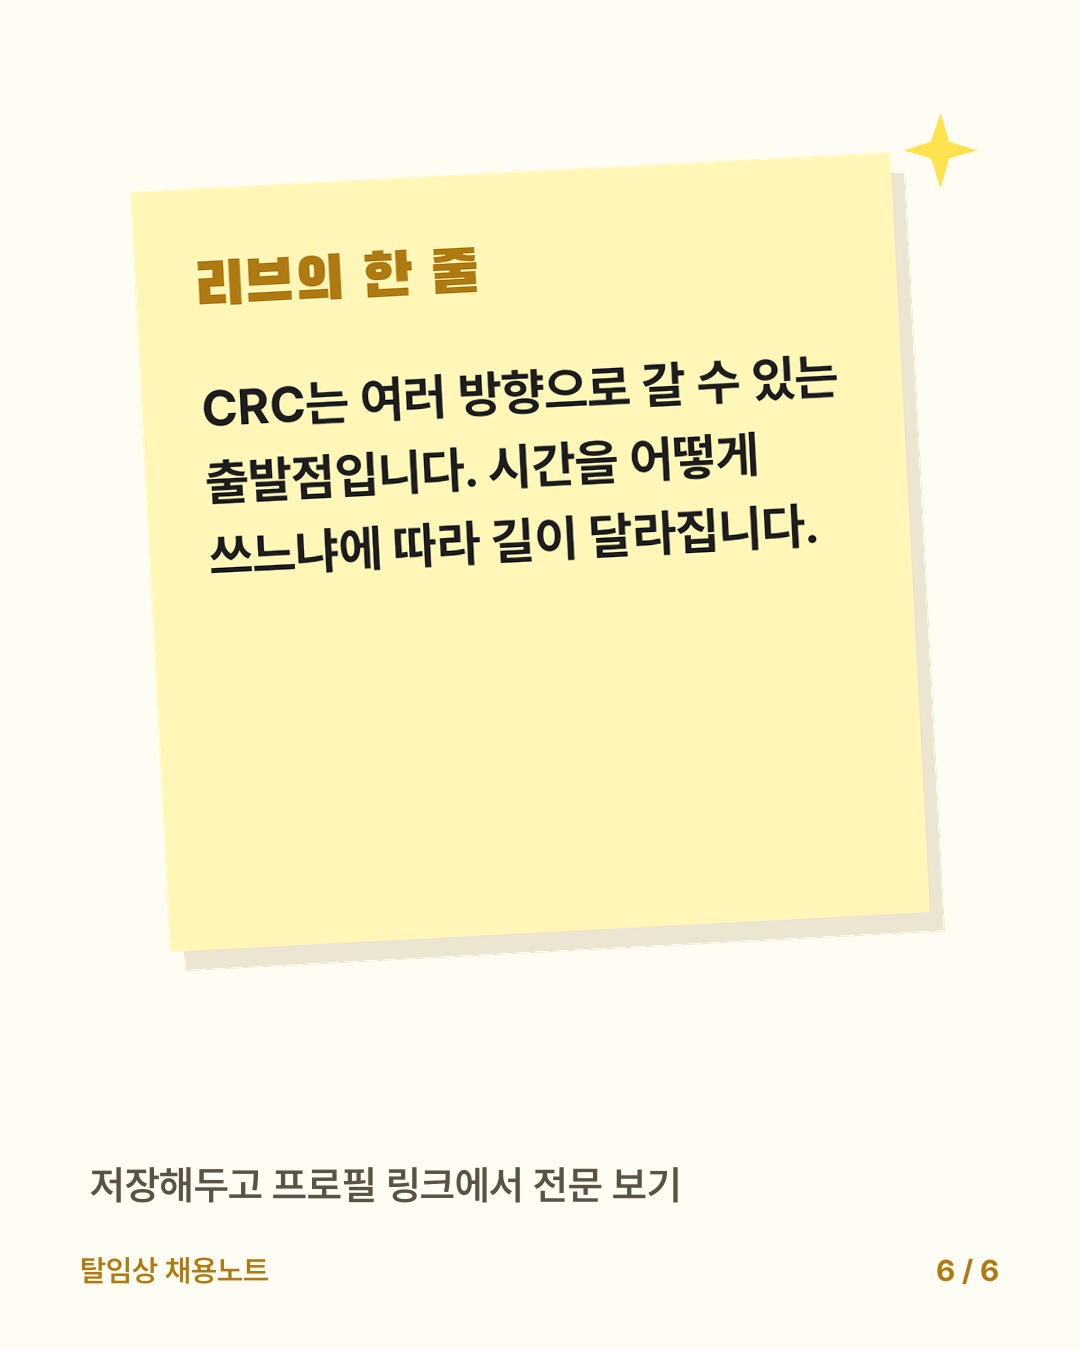 리브의 한 줄
CRC는 여러 방향으로 갈 수 있는
출발점입니다. 시간을 어떻게
쓰느냐에 따라 길이 달라집니다.
저장해두고 프로필 링크에서 전문 보기
탈임상 채용노트
6 / 6